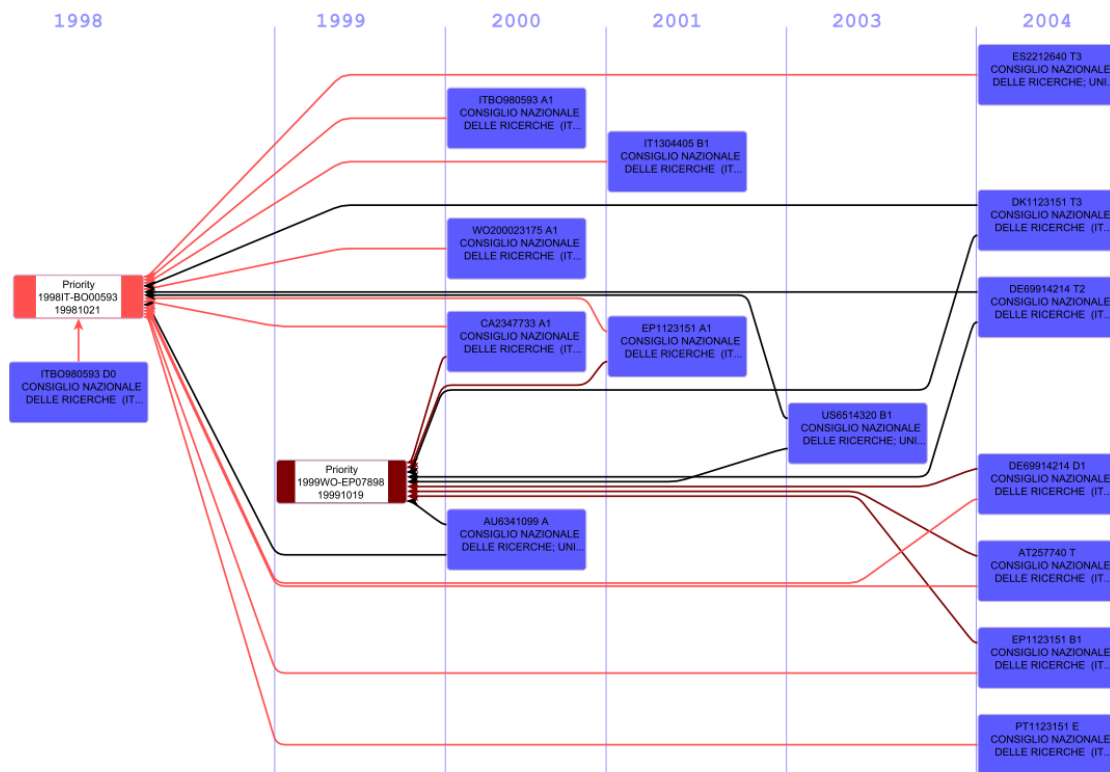 1998
1999
2000
2001
2003
2004
ES2212640 T3
CONSIGLIO NAZIONALE
DELLE RICERCHE; UNI...
ITBO980593 A1
CONSIGLIO NAZIONALE
DELLE RICERCHE (IT...
IT1304405 B1
CONSIGLIO NAZIONALE
DELLE RICERCHE (IT...
DK1123151 T3
CONSIGLIO NAZIONALE
DELLE RICERCHE (IT...
WO200023175 A1
CONSIGLIO NAZIONALE
DELLE RICERCHE (IT...
Priority
1998IT-BO00593
19981021
DE69914214 T2
CONSIGLIO NAZIONALE
DELLE RICERCHE (IT...
CA2347733 A1
CONSIGLIO NAZIONALE
DELLE RICERCHE (IT...
EP1123151 A1
CONSIGLIO NAZIONALE
DELLE RICERCHE (IT...
ITBO980593 D0
CONSIGLIO NAZIONALE
DELLE RICERCHE (IT...
US6514320 B1
CONSIGLIO NAZIONALE
DELLE RICERCHE; UNI...
Priority
1999WO-EP07898
19991019
DE69914214 D1
CONSIGLIO NAZIONALE
DELLE RICERCHE (IT...
AU6341099 A
CONSIGLIO NAZIONALE
DELLE RICERCHE; UNI...
AT257740 T
CONSIGLIO NAZIONALE
DELLE RICERCHE (IT...
EP1123151 B1
CONSIGLIO NAZIONALE
DELLE RICERCHE (IT...
PT1123151 E
CONSIGLIO NAZIONALE
DELLE RICERCHE (IT...